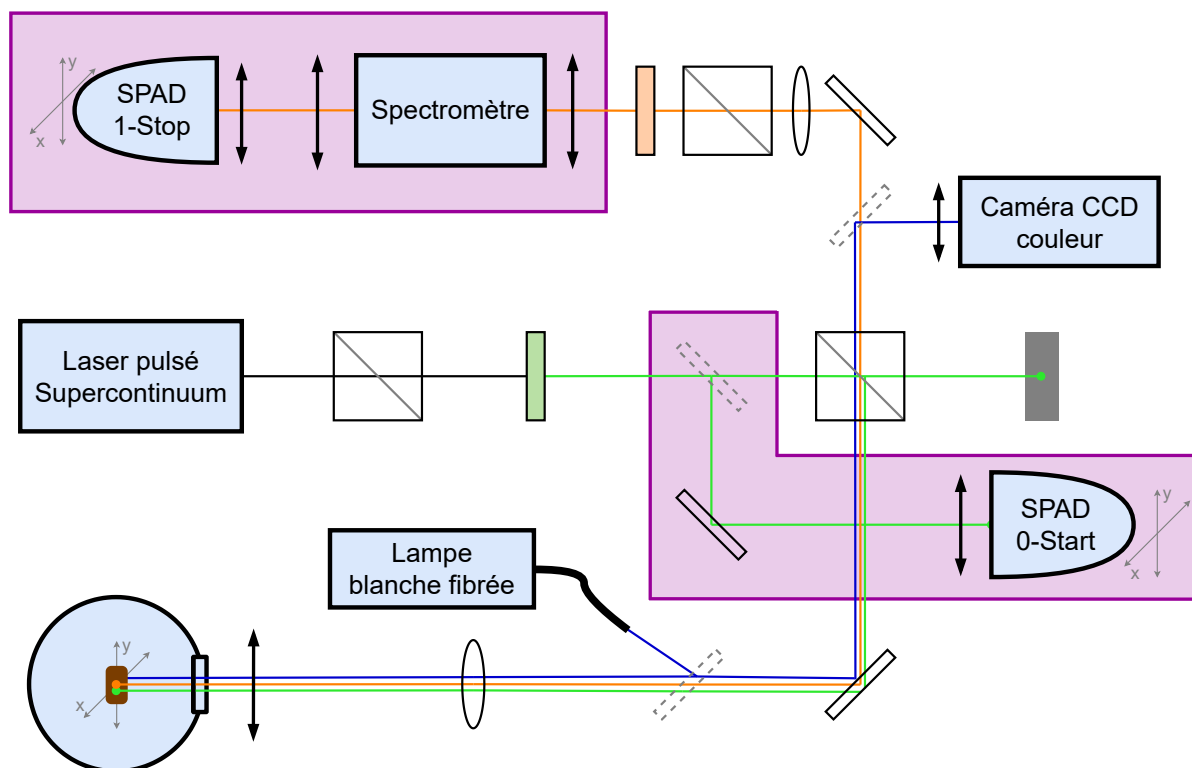 y
SPAD
1-Stop
x
Spectromètre
Caméra CCD
couleur
Laser pulsé
Supercontinuum
SPAD
0-Start
y
x
Lampe
blanche fibrée
y
x